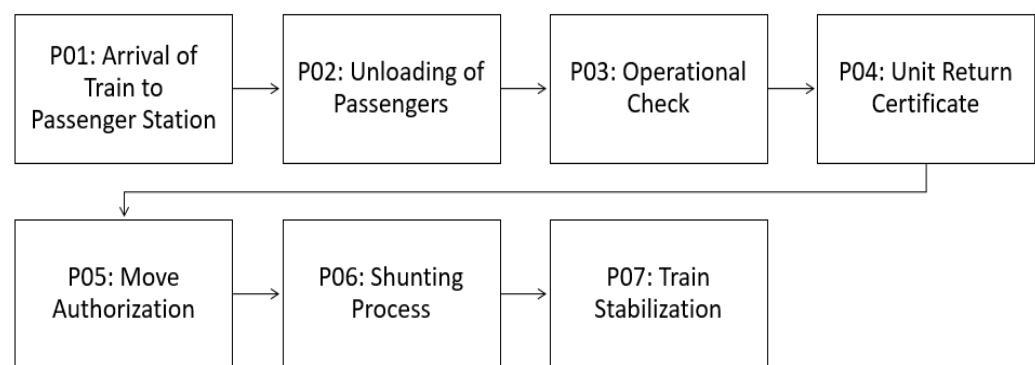 P01: Arrival of
Train to
Passenger Station
P02: Unloading of
Passengers
P03: Operational
Check
P04: Unit Return
Certificate
P05: Move
Authorization
P06: Shunting
Process
P07: Train
Stabilization